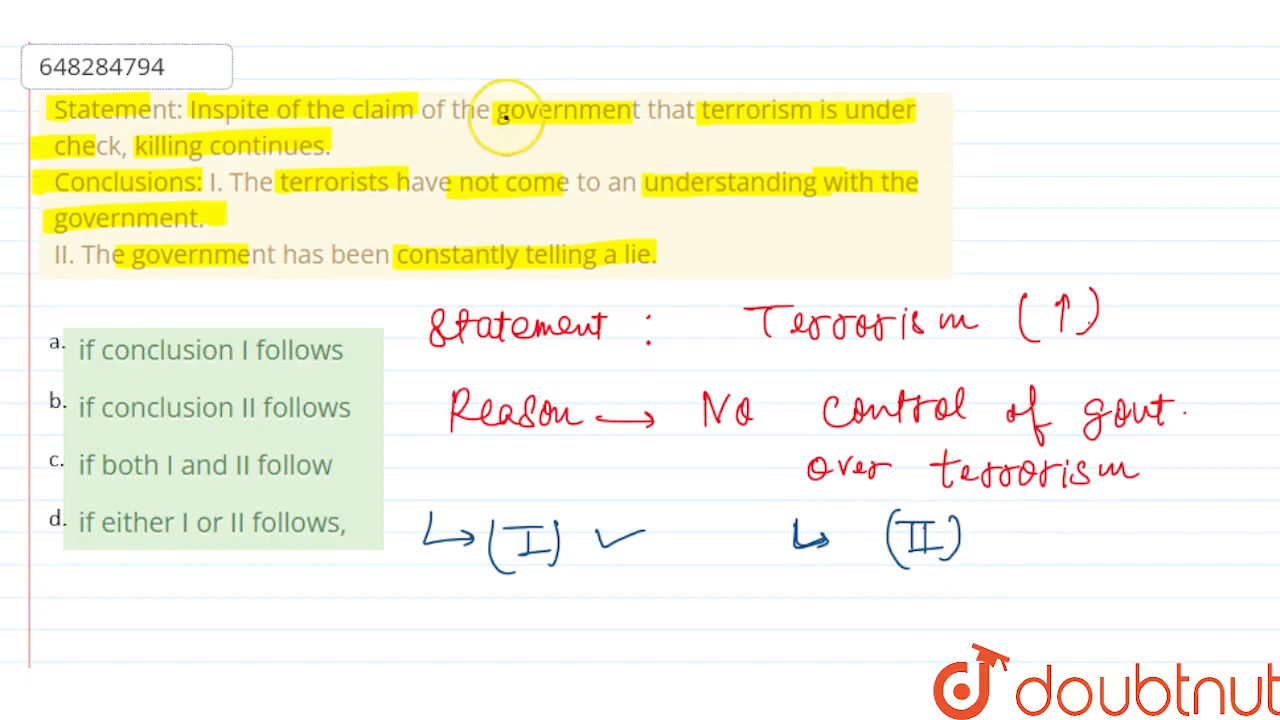 648284794
Statement: Inspite of the claim of the government that terrorism is under
check, killing continues.
Conclusions: I. The terrorists have not come to an understanding with the
government.
II. The government has been constantly telling a lie.
a. if conclusion I follows
b. if conclusion II follows
c. if both I and II follow
d. if either I or II follows,
Statement : Terrorism (↑)
Reason → No control of govt.
over terrorism
↳ (I) ✓ ↳ (II)
doubtnut